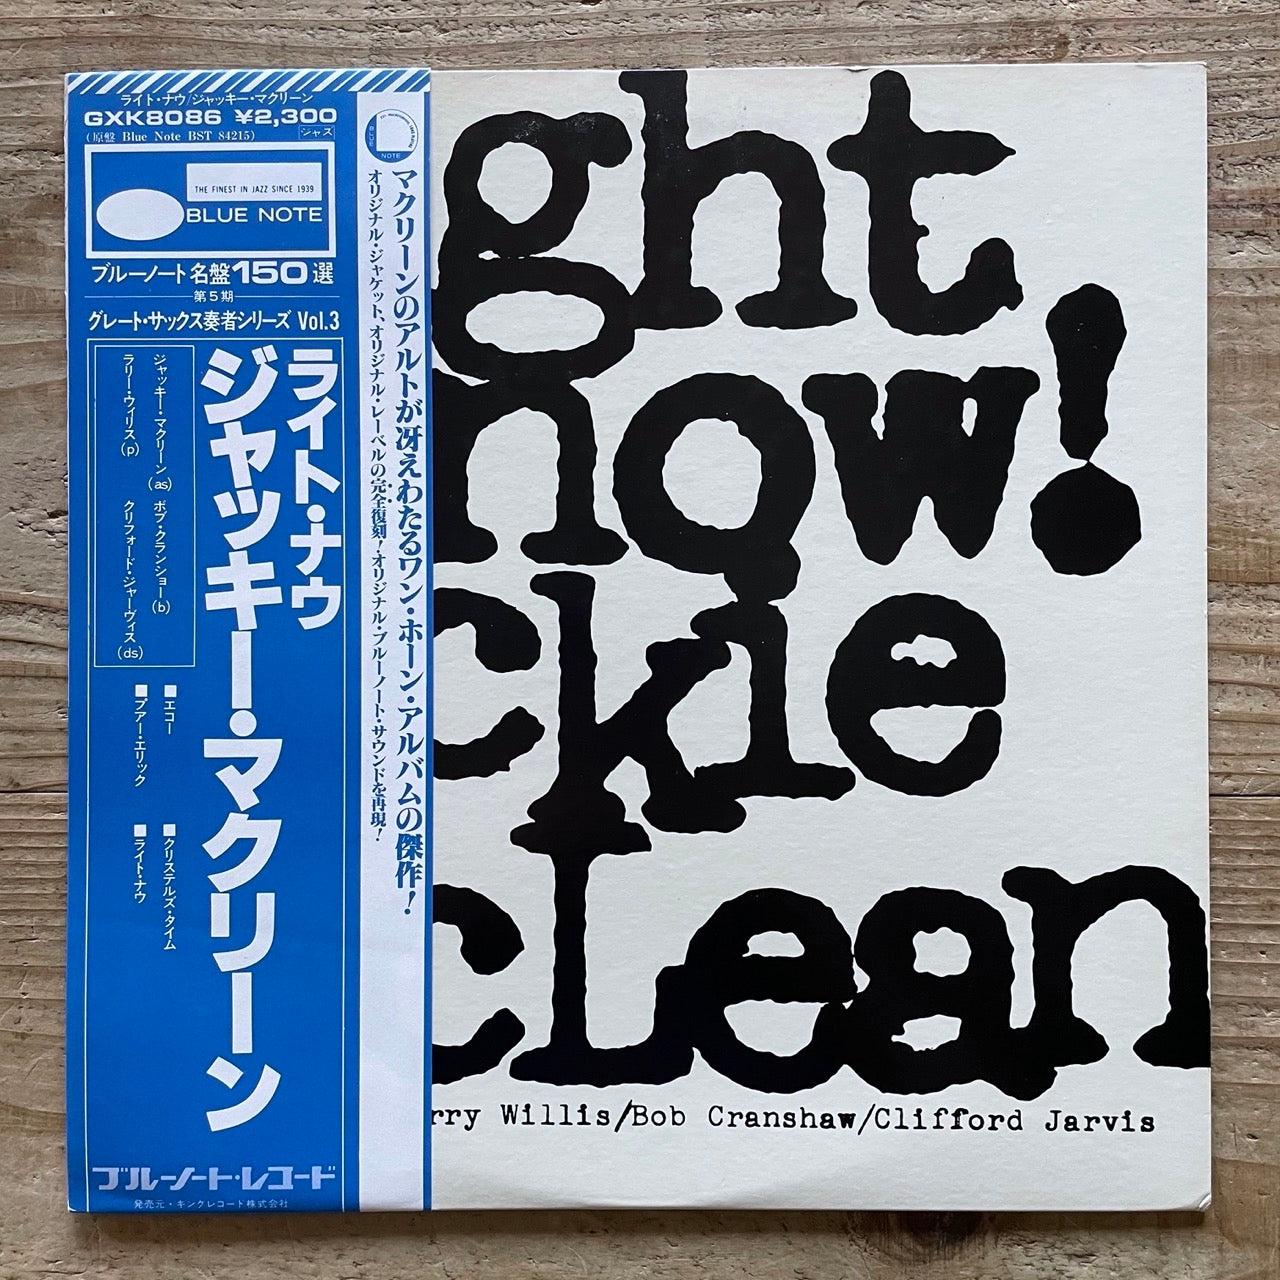 ライト・ナウ/ジャッキー・マクリーン
GXK8086 ¥2,300
(原盤 Blue Note BST 84215) ジャズ
THE FINEST IN JAZZ SINCE 1939
BLUE NOTE
ブルーノート名盤150選
第5期
グレート・サックス奏者シリーズ Vol.3
ライト・ナウ
ジャッキー・マクリーン
ジャッキー・マクリーン(as) ボブ・クランショー(b)
ラリー・ウィリス(p) クリフォード・ジャーヴィス(ds)
■エコー ■クリステルズ・タイム
■プアー・エリック ■ライト・ナウ
ブルーノート・レコード
発売元・キングレコード株式会社
BLUE
NOTE
マクリーンのアルトが冴えわたるワン・ホーン・アルバムの傑作!
オリジナル・ジャケット、オリジナル・レーベルの完全復刻!オリジナル・ブルーノート・サウンドを再現!
ght
now!
ckie
cLean
rry Willis/Bob Cranshaw/Clifford Jarvis